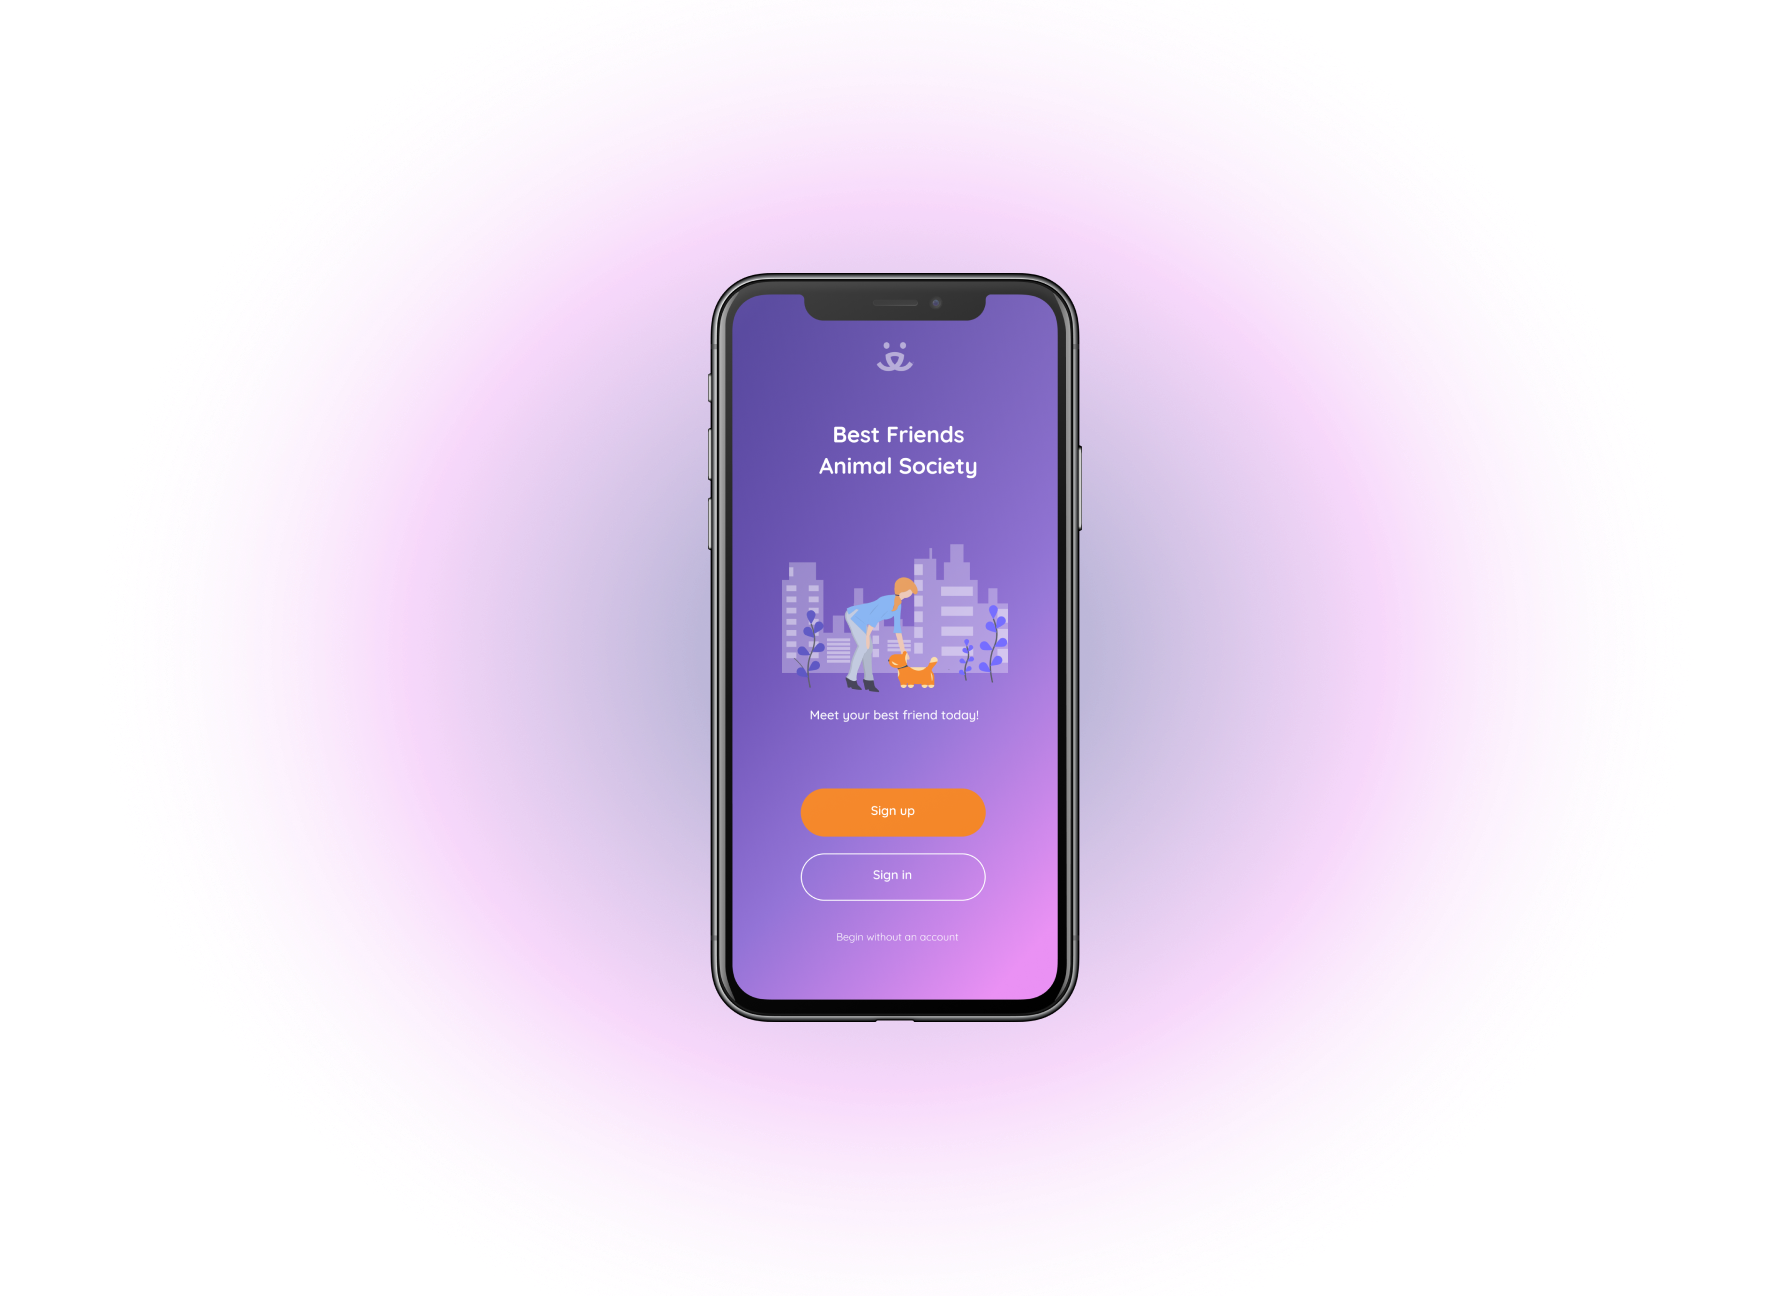 Best Friends
Animal Society
Meet your best friend today!
Sign up
Sign in
Begin without an account